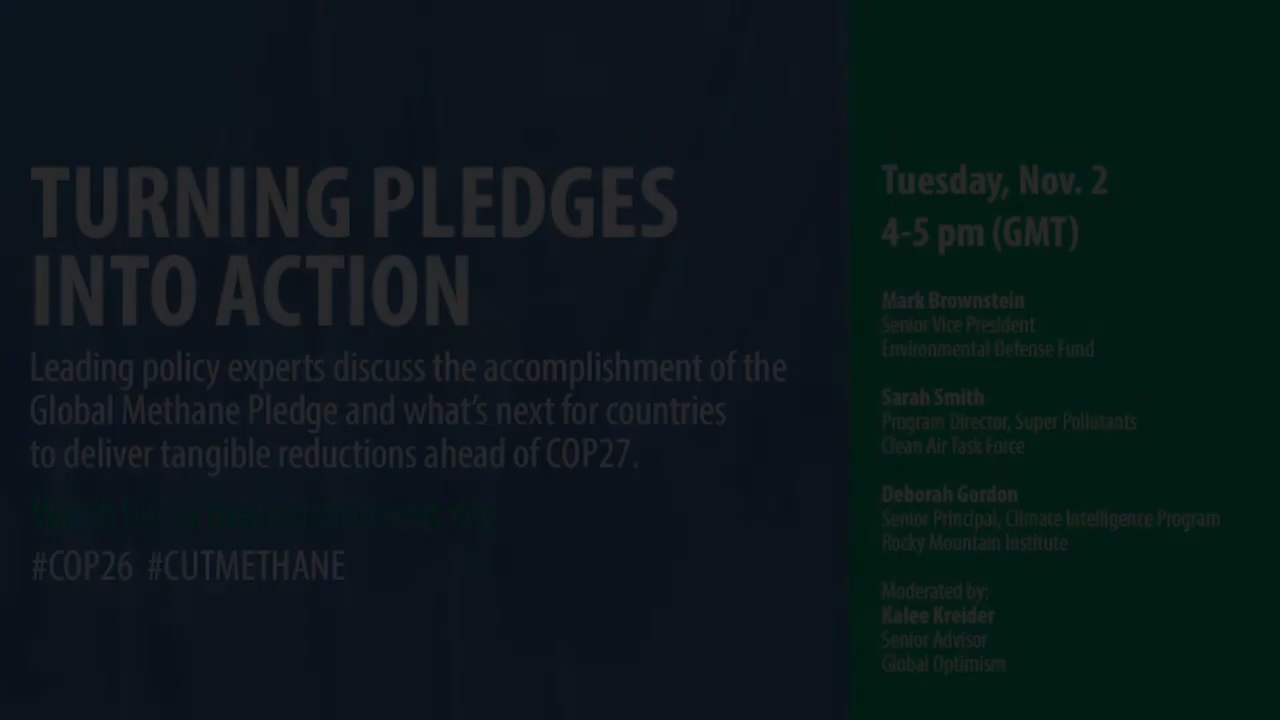 TURNING PLEDGES
INTO ACTION
Leading policy experts discuss the accomplishment of the
Global Methane Pledge and what's next for countries
to deliver tangible reductions ahead of COP27.
#COP26 #CUTMETHANE
Tuesday, Nov. 2
4-5 pm (GMT)
Mark Brownstein
Senior Vice President
Environmental Defense Fund
Sarah Smith
Program Director, Super Pollutants
Clean Air Task Force
Deborah Gordon
Senior Principal, Climate Intelligence Program
Rocky Mountain Institute
Moderated by:
Kalee Kreider
Senior Advisor
Global Optimism